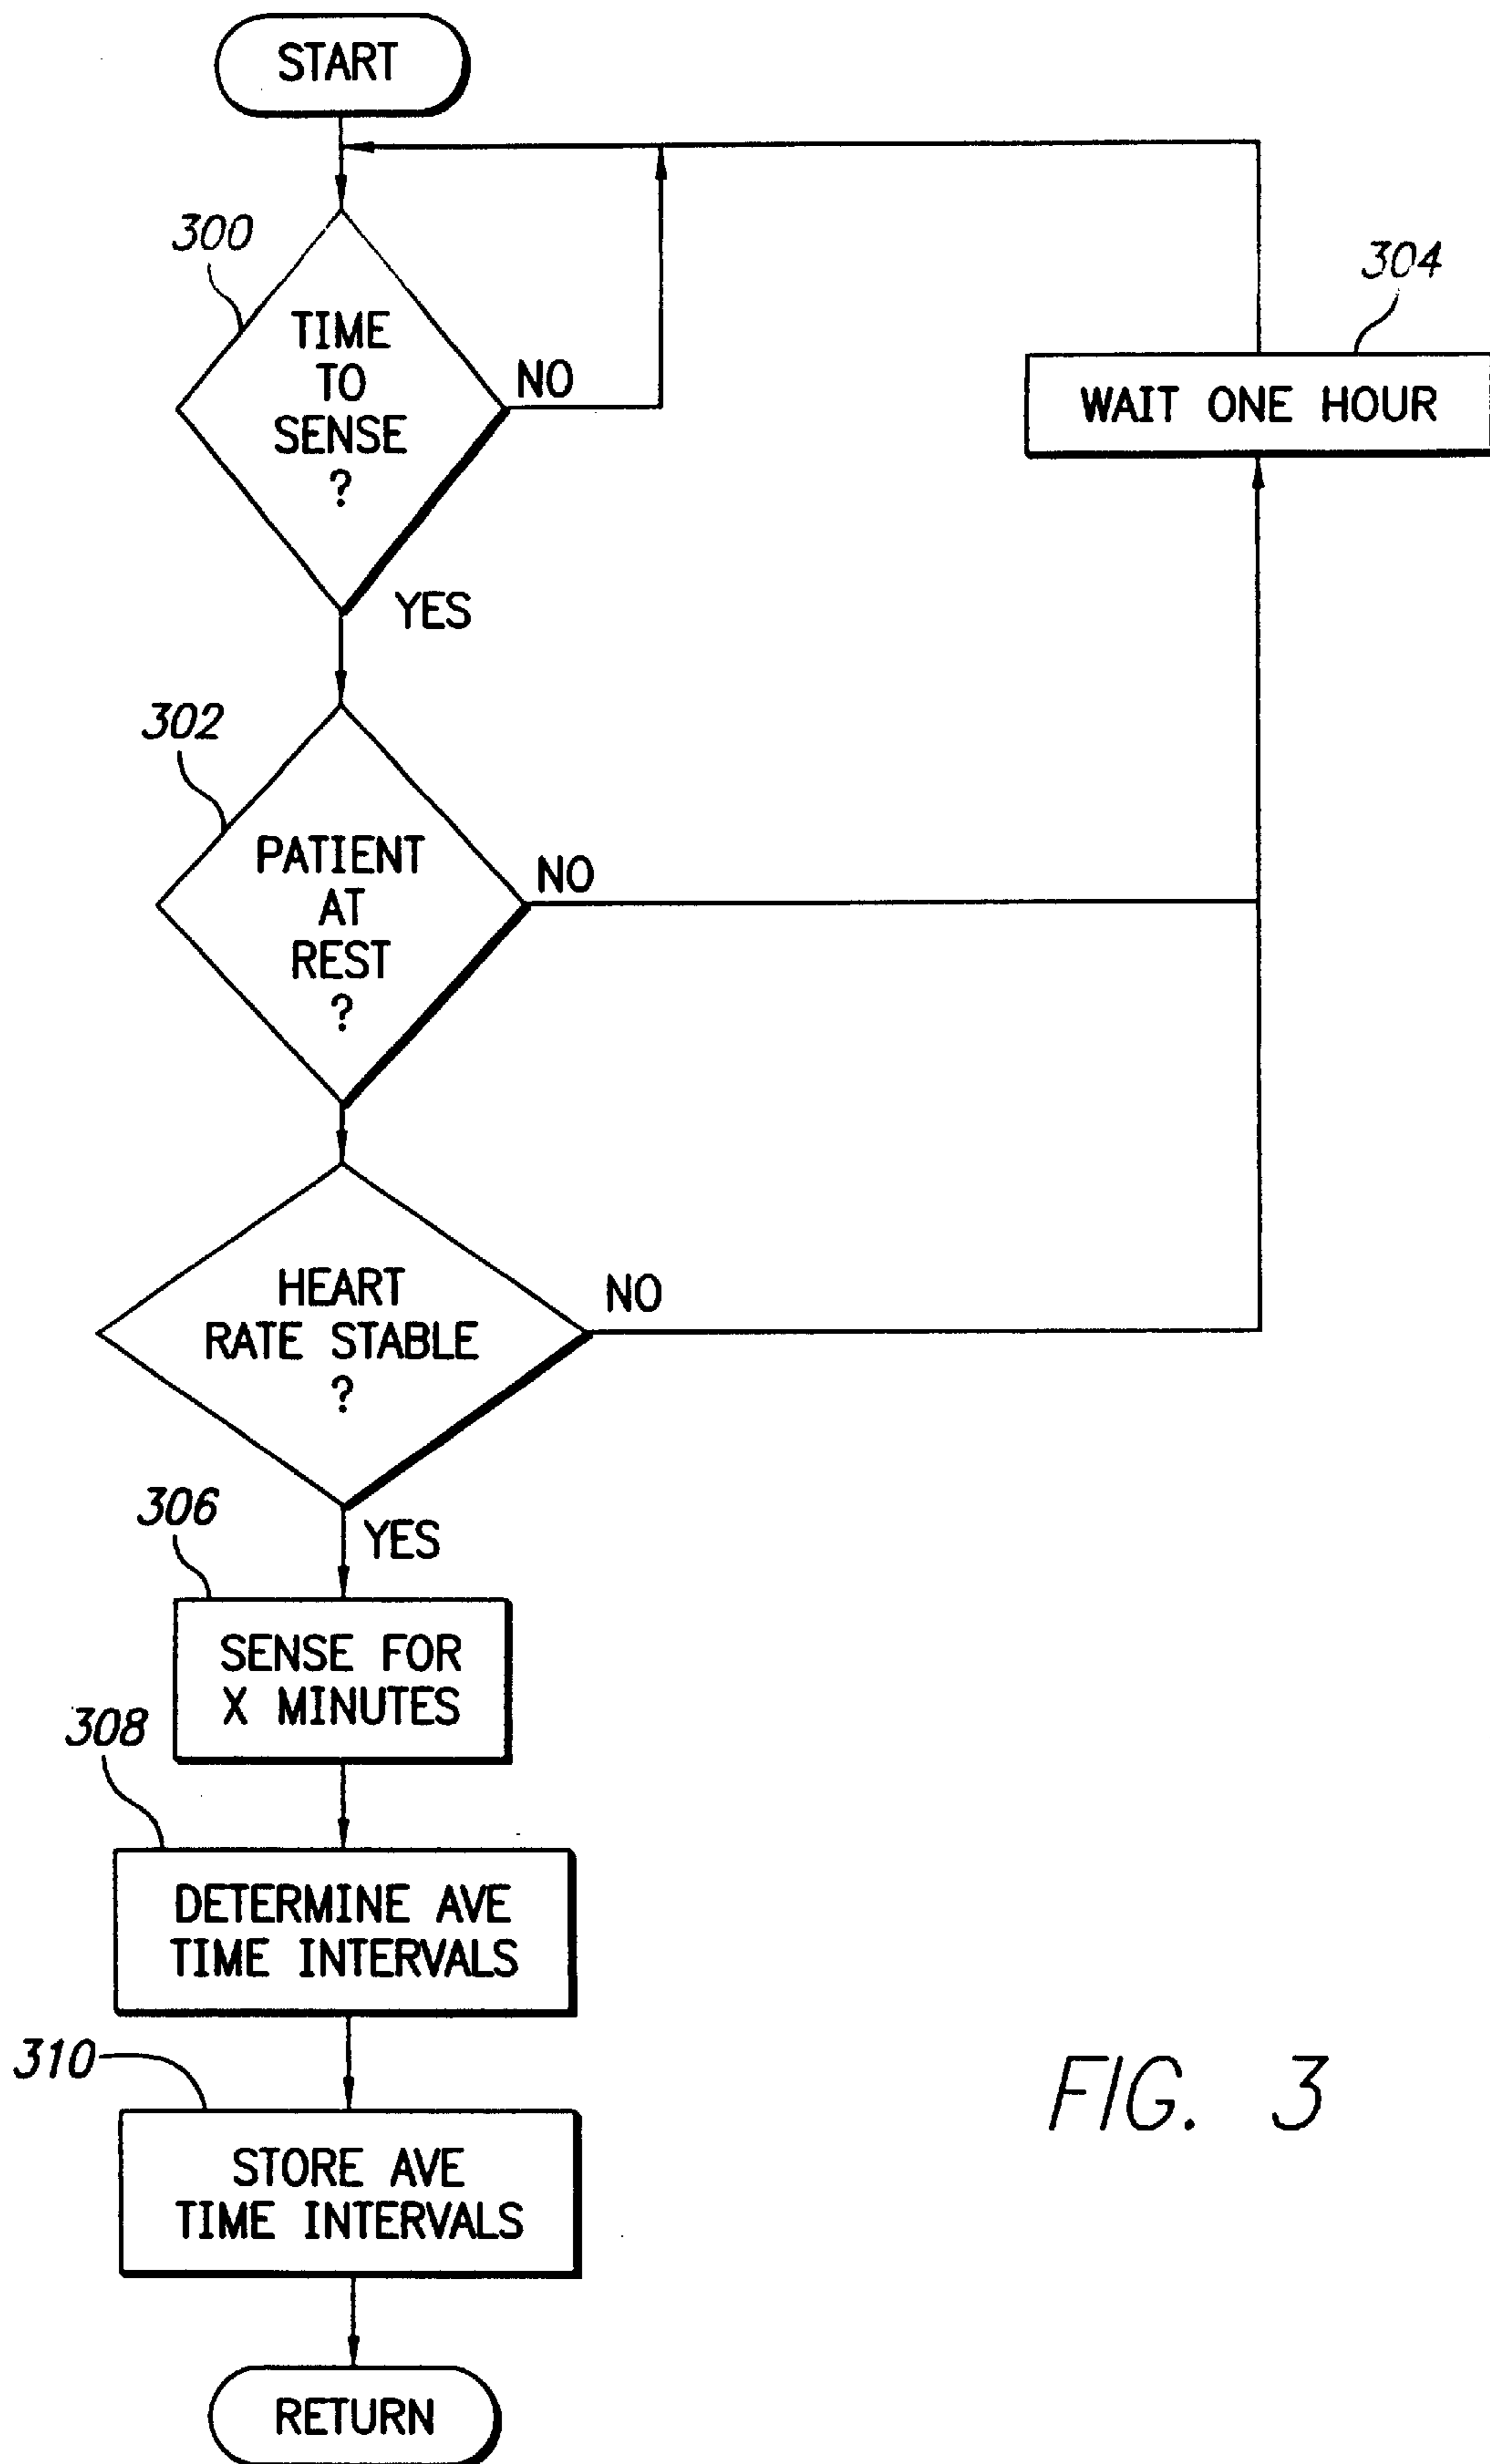 START
300
304
TIME
TO
SENSE
?
NO
WAIT ONE HOUR
YES
302
PATIENT
AT
REST
?
NO
HEART
RATE STABLE
?
NO
306
YES
SENSE FOR
X MINUTES
308
DETERMINE AVE
TIME INTERVALS
310
STORE AVE
TIME INTERVALS
FIG. 3
RETURN